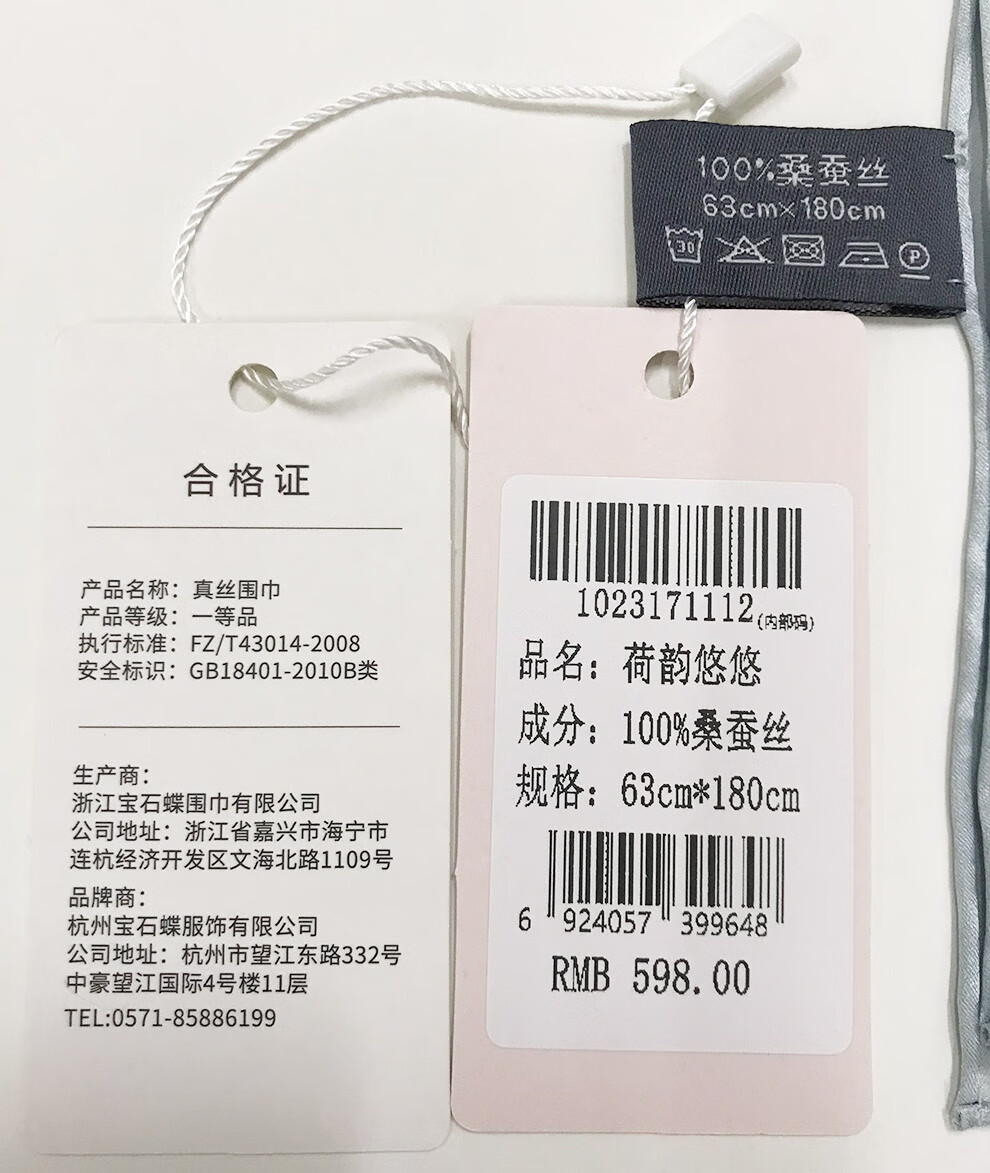 100%桑蚕丝
63cm×180cm
30
P
合格证
产品名称：真丝围巾
产品等级：一等品
执行标准：FZ/T43014-2008
安全标识：GB18401-2010B类
生产商：
浙江宝石蝶围巾有限公司
公司地址：浙江省嘉兴市海宁市
连杭经济开发区文海北路1109号
品牌商：
杭州宝石蝶服饰有限公司
公司地址：杭州市望江东路332号
中豪望江国际4号楼11层
TEL:0571-85886199
1023171112(内部码)
品名：荷韵悠悠
成分：100%桑蚕丝
规格：63cm*180cm
6 924057 399648
RMB 598.00